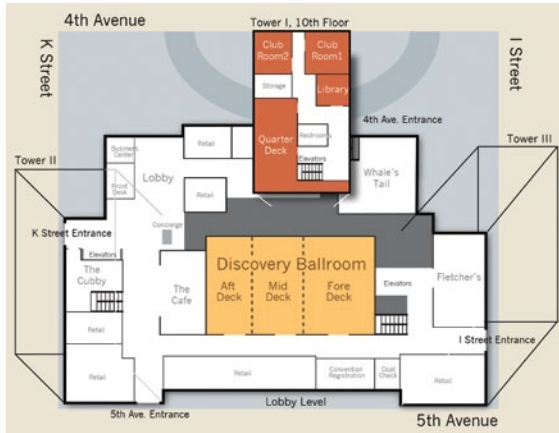 4th Avenue
Tower I, 10th Floor
K Street
I Street
Club
Room2
Club
Room1
Storage
Library
4th Ave. Entrance
Quarter
Deck
Restrooms
Elevators
Tower III
Retail
Business
Center
Tower II
Lobby
Whale's
Tail
Front
Desk
Retail
Concierge
K Street Entrance
Elevators
The
Cubby
The
Cafe
Discovery Ballroom
Aft
Deck
Mid
Deck
Fore
Deck
Elevators
Fletcher's
Retail
I Street Entrance
Retail
Retail
Convention
Registration
Coat
Check
Retail
5th Ave. Entrance
Lobby Level
5th Avenue